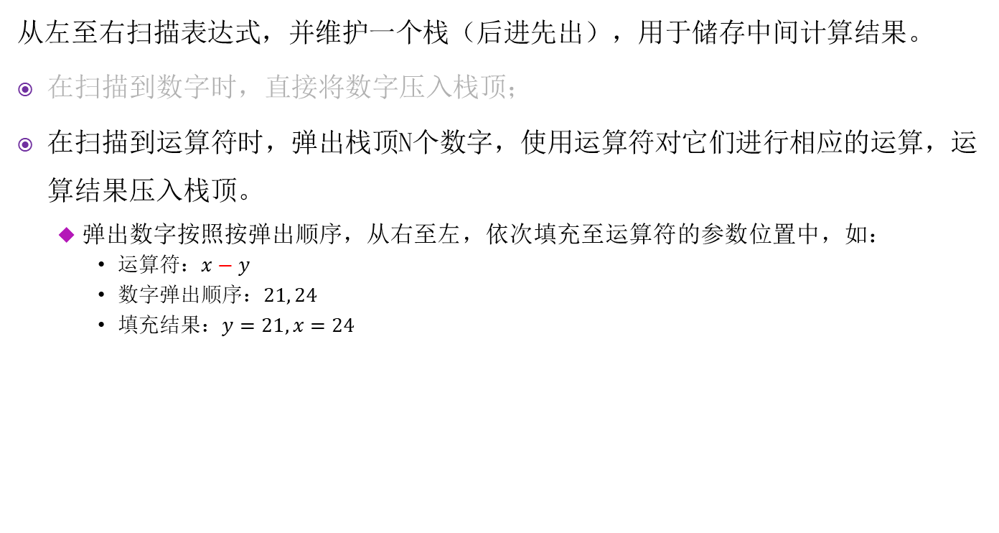 从左至右扫描表达式，并维护一个栈（后进先出），用于储存中间计算结果。
在扫描到数字时，直接将数字压入栈顶；
在扫描到运算符时，弹出栈顶N个数字，使用运算符对它们进行相应的运算，运
算结果压入栈顶。
弹出数字按照按弹出顺序，从右至左，依次填充至运算符的参数位置中，如：
• 运算符：x − y
• 数字弹出顺序：21,24
• 填充结果：y = 21,x = 24